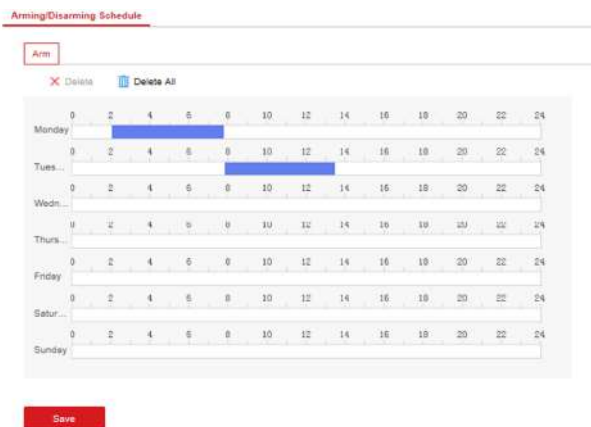 Arming/Disarming Schedule
Arm
Delete Delete All
0 2 4 6 8 10 12 14 16 18 20 22 24
Monday
0 2 4 6 8 10 12 14 16 18 20 22 24
Tues...
0 2 4 6 8 10 12 14 16 18 20 22 24
Wedn...
0 2 4 6 8 10 12 14 16 18 20 22 24
Thurs...
0 2 4 6 8 10 12 14 16 18 20 22 24
Friday
0 2 4 6 8 10 12 14 16 18 20 22 24
Satur...
0 2 4 6 8 10 12 14 16 18 20 22 24
Sunday
Save